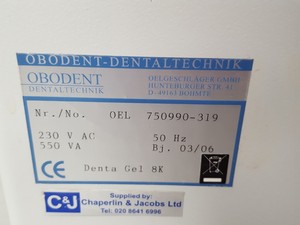 OBODENT-DENTALTECHNIK
OBODENT
DENTALTECHNIK
OELGESCHLÄGER GMBH
HUNTEBURGER STR. 41
D-49163 BOHMTE
Nr./No. OEL 750990-319
230 V AC 50 Hz
550 VA Bj. 03/06
CE Denta Gel 8K
C&J
Supplied by:
Chaperlin & Jacobs Ltd
Tel: 020 8641 6996